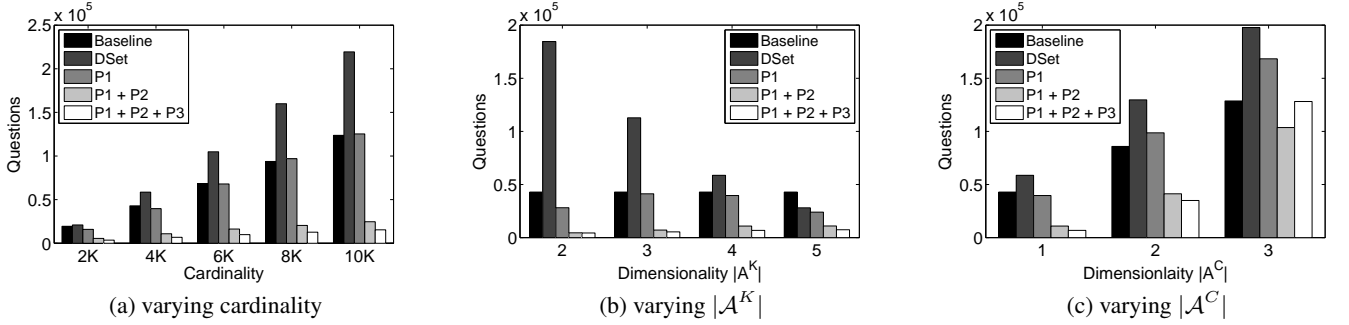 x 10^5
2.5
2
1.5
1
0.5
0
Questions
Baseline
DSet
P1
P1 + P2
P1 + P2 + P3
2K 4K 6K 8K 10K
Cardinality
(a) varying cardinality
x 10^5
2
1.5
1
0.5
0
Questions
Baseline
DSet
P1
P1 + P2
P1 + P2 + P3
2 3 4 5
Dimensionality |A^K|
(b) varying |A^K|
x 10^5
2
1.5
1
0.5
0
Questions
Baseline
DSet
P1
P1 + P2
P1 + P2 + P3
1 2 3
Dimensionlaity |A^C|
(c) varying |A^C|